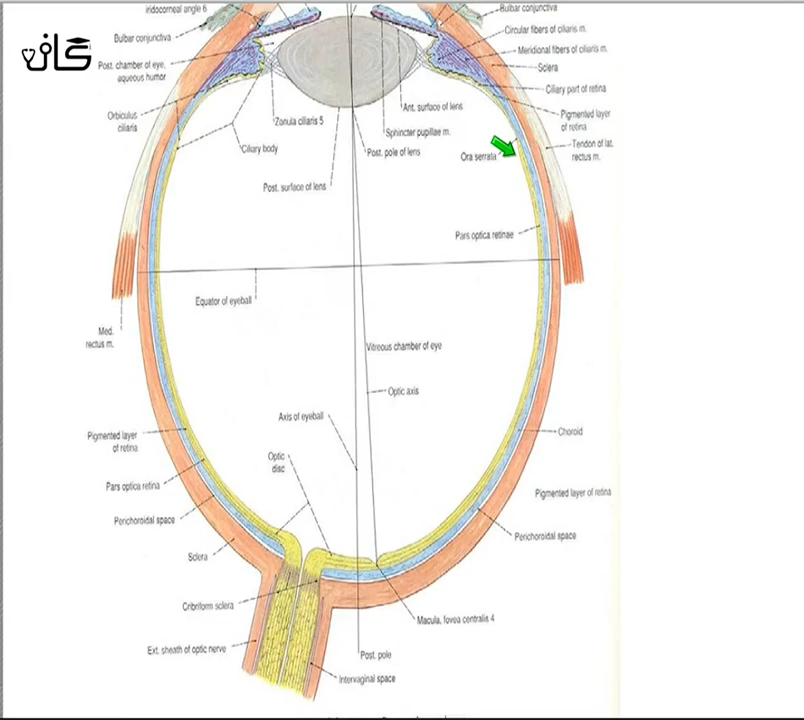 iridocorneal angle 6
Bulbar conjunctiva
Post. chamber of eye,
aqueous humor
Orbiculus
ciliaris
Zonula ciliaris 5
Ciliary body
Post. surface of lens
Ant. surface of lens
Sphincter pupillae m.
Post. pole of lens
Bulbar conjunctiva
Circular fibers of ciliaris m.
Meridional fibers of ciliaris m.
Sclera
Ciliary part of retina
Pigmented layer
of retina
Tendon of lat.
rectus m.
Ora serrata
Pars optica retinae
Equator of eyeball
Med.
rectus m.
Vitreous chamber of eye
Optic axis
Axis of eyeball
Optic
disc
Pigmented layer
of retina
Pars optica retina
Perichoroidal space
Sclera
Cribriform sclera
Ext. sheath of optic nerve
Choroid
Pigmented layer of retina
Perichoroidal space
Macula, fovea centralis 4
Post. pole
Intervaginal space